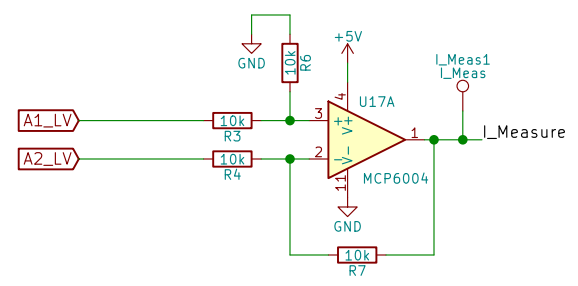 +5V
I_Meas1
I_Meas
GND
10k
R6
4
U17A
A1_LV
10k
R3
3
+
V+
1
I_Measure
A2_LV
10k
R4
2
-
V-
11
MCP6004
GND
10k
R7